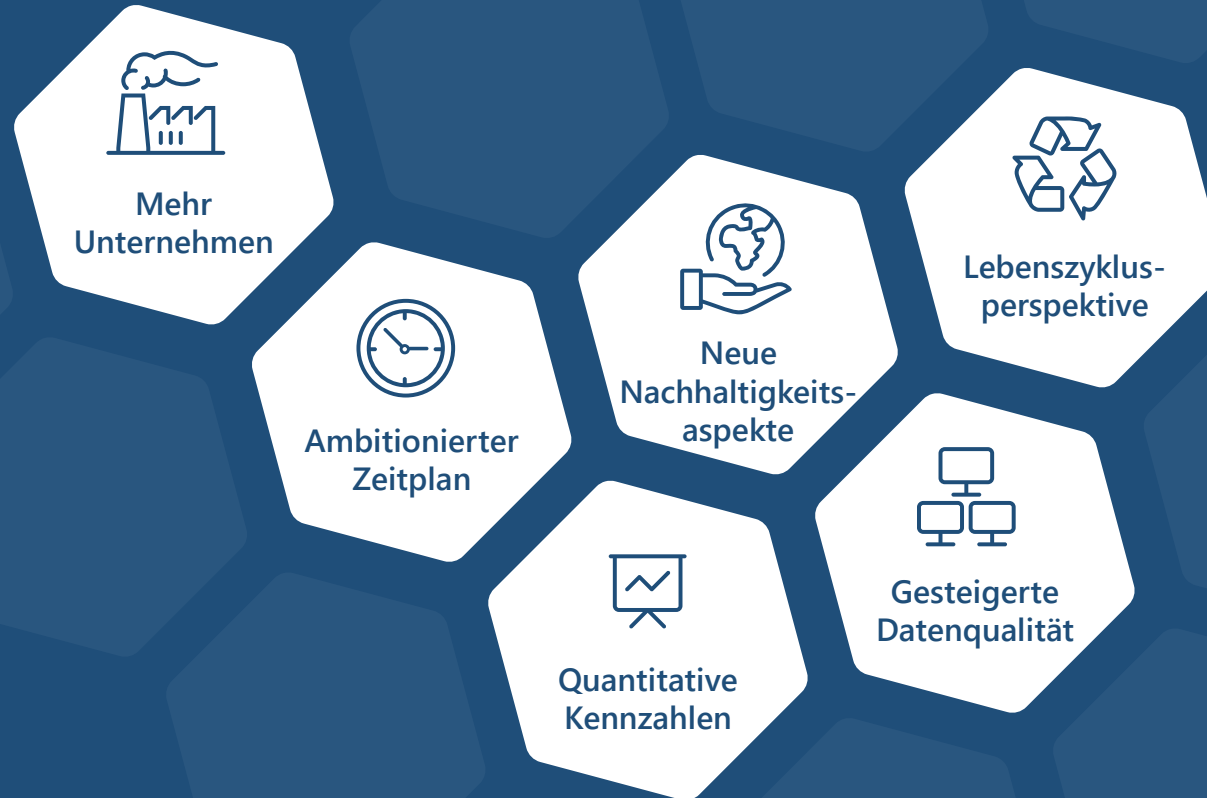 Mehr
Unternehmen
Ambitionierter
Zeitplan
Neue
Nachhaltigkeits-
aspekte
Lebenszyklus-
perspektive
Quantitative
Kennzahlen
Gesteigerte
Datenqualität